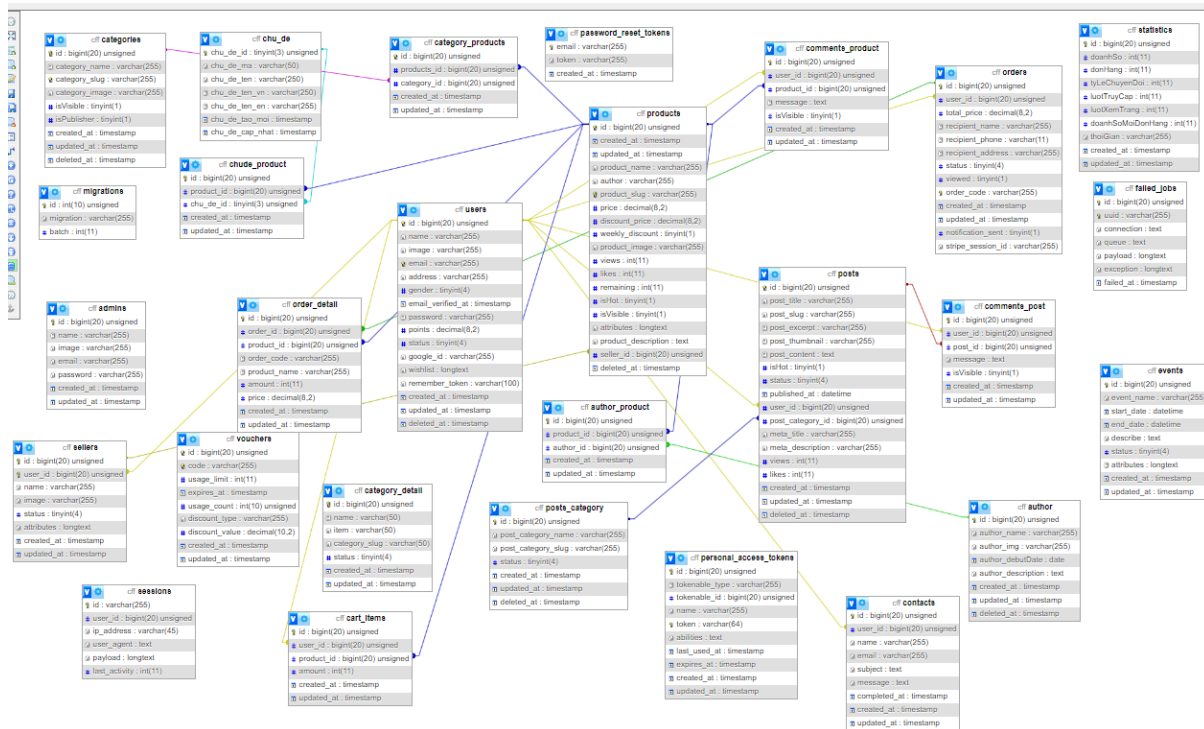 cff categories
id : bigint(20) unsigned
category_name : varchar(255)
category_slug : varchar(255)
category_image : varchar(255)
isVisible : tinyint(1)
isPublisher : tinyint(1)
created_at : timestamp
updated_at : timestamp
deleted_at : timestamp
cff chu_de
chu_de_id : tinyint(3) unsigned
chu_de_ma : varchar(50)
chu_de_ten : varchar(250)
chu_de_ten_vn : varchar(250)
chu_de_ten_en : varchar(255)
chu_de_tao_moi : timestamp
chu_de_cap_nhat : timestamp
cff category_products
id : bigint(20) unsigned
products_id : bigint(20) unsigned
category_id : bigint(20) unsigned
created_at : timestamp
updated_at : timestamp
cff password_reset_tokens
email : varchar(255)
token : varchar(255)
created_at : timestamp
cff comments_product
id : bigint(20) unsigned
user_id : bigint(20) unsigned
product_id : bigint(20) unsigned
message : text
isVisible : tinyint(1)
created_at : timestamp
updated_at : timestamp
cff orders
id : bigint(20) unsigned
user_id : bigint(20) unsigned
total_price : decimal(8,2)
recipient_name : varchar(255)
recipient_phone : varchar(11)
recipient_address : varchar(255)
status : tinyint(4)
viewed : tinyint(1)
order_code : varchar(255)
created_at : timestamp
updated_at : timestamp
notification_sent : tinyint(1)
stripe_session_id : varchar(255)
cff statistics
id : bigint(20) unsigned
doanhSo : int(11)
donHang : int(11)
tyLeChuyenDoi : int(11)
luotTruyCap : int(11)
luotXemTrang : int(11)
doanhSoMoiDonHang : int(11)
thoiGian : varchar(255)
created_at : timestamp
updated_at : timestamp
cff chude_product
id : bigint(20) unsigned
product_id : bigint(20) unsigned
chu_de_id : tinyint(3) unsigned
created_at : timestamp
updated_at : timestamp
cff migrations
id : int(10) unsigned
migration : varchar(255)
batch : int(11)
cff products
id : bigint(20) unsigned
created_at : timestamp
updated_at : timestamp
product_name : varchar(255)
author : varchar(255)
product_slug : varchar(255)
price : decimal(8,2)
discount_price : decimal(8,2)
weekly_discount : tinyint(1)
product_image : varchar(255)
views : int(11)
likes : int(11)
remaining : int(11)
isHot : tinyint(1)
isVisible : tinyint(1)
attributes : longtext
product_description : text
seller_id : bigint(20) unsigned
deleted_at : timestamp
cff users
id : bigint(20) unsigned
name : varchar(255)
image : varchar(255)
email : varchar(255)
address : varchar(255)
gender : tinyint(4)
email_verified_at : timestamp
password : varchar(255)
points : decimal(8,2)
status : tinyint(4)
google_id : varchar(255)
wishlist : longtext
remember_token : varchar(100)
created_at : timestamp
updated_at : timestamp
deleted_at : timestamp
cff failed_jobs
id : bigint(20) unsigned
uuid : varchar(255)
connection : text
queue : text
payload : longtext
exception : longtext
failed_at : timestamp
cff posts
id : bigint(20) unsigned
post_title : varchar(255)
post_slug : varchar(255)
post_excerpt : varchar(255)
post_thumbnail : varchar(255)
post_content : text
isHot : tinyint(1)
status : tinyint(4)
published_at : datetime
user_id : bigint(20) unsigned
post_category_id : bigint(20) unsigned
meta_title : varchar(255)
meta_description : varchar(255)
views : int(11)
likes : int(11)
created_at : timestamp
updated_at : timestamp
deleted_at : timestamp
cff admins
id : bigint(20) unsigned
name : varchar(255)
image : varchar(255)
email : varchar(255)
password : varchar(255)
created_at : timestamp
updated_at : timestamp
cff order_detail
id : bigint(20) unsigned
order_id : bigint(20) unsigned
product_id : bigint(20) unsigned
order_code : varchar(255)
product_name : varchar(255)
amount : int(11)
price : decimal(8,2)
created_at : timestamp
updated_at : timestamp
cff comments_post
id : bigint(20) unsigned
user_id : bigint(20) unsigned
post_id : bigint(20) unsigned
message : text
isVisible : tinyint(1)
created_at : timestamp
updated_at : timestamp
cff events
id : bigint(20) unsigned
event_name : varchar(255)
start_date : datetime
end_date : datetime
describe : text
status : tinyint(4)
attributes : longtext
created_at : timestamp
updated_at : timestamp
cff author_product
id : bigint(20) unsigned
product_id : bigint(20) unsigned
author_id : bigint(20) unsigned
created_at : timestamp
updated_at : timestamp
cff sellers
id : bigint(20) unsigned
user_id : bigint(20) unsigned
name : varchar(255)
image : varchar(255)
status : tinyint(4)
attributes : longtext
created_at : timestamp
updated_at : timestamp
cff vouchers
id : bigint(20) unsigned
code : varchar(255)
usage_limit : int(11)
expires_at : timestamp
usage_count : int(10) unsigned
discount_type : varchar(255)
discount_value : decimal(10,2)
created_at : timestamp
updated_at : timestamp
cff category_detail
id : bigint(20) unsigned
name : varchar(50)
item : varchar(50)
category_slug : varchar(50)
status : tinyint(4)
created_at : timestamp
updated_at : timestamp
cff posts_category
id : bigint(20) unsigned
post_category_name : varchar(255)
post_category_slug : varchar(255)
status : tinyint(4)
created_at : timestamp
updated_at : timestamp
deleted_at : timestamp
cff author
id : bigint(20) unsigned
author_name : varchar(255)
author_img : varchar(255)
author_debutDate : date
author_description : text
created_at : timestamp
updated_at : timestamp
deleted_at : timestamp
cff personal_access_tokens
id : bigint(20) unsigned
tokenable_type : varchar(255)
tokenable_id : bigint(20) unsigned
name : varchar(255)
token : varchar(64)
abilities : text
last_used_at : timestamp
expires_at : timestamp
created_at : timestamp
updated_at : timestamp
cff sessions
id : varchar(255)
user_id : bigint(20) unsigned
ip_address : varchar(45)
user_agent : text
payload : longtext
last_activity : int(11)
cff cart_items
id : bigint(20) unsigned
user_id : bigint(20) unsigned
product_id : bigint(20) unsigned
amount : int(11)
created_at : timestamp
updated_at : timestamp
cff contacts
id : bigint(20) unsigned
user_id : bigint(20) unsigned
name : varchar(255)
email : varchar(255)
subject : text
message : text
completed_at : timestamp
created_at : timestamp
updated_at : timestamp